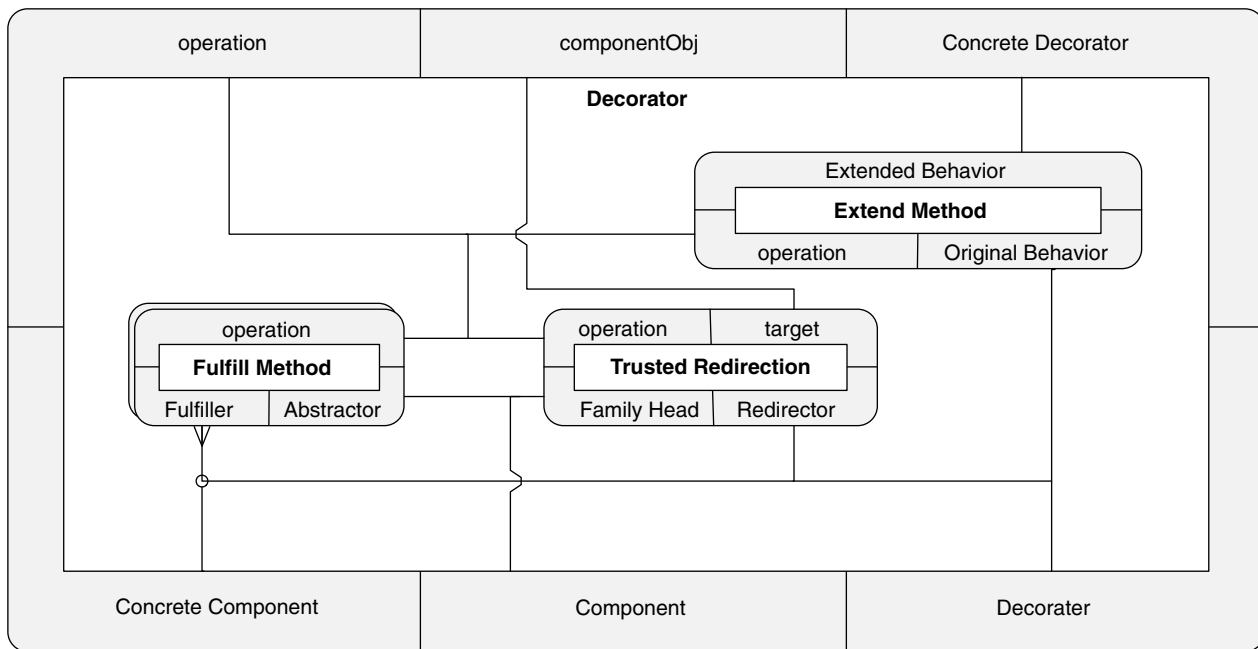 operation
componentObj
Concrete Decorator
Decorator
Extended Behavior
Extend Method
operation
Original Behavior
operation
Fulfill Method
Fulfiller
Abstractor
operation
target
Trusted Redirection
Family Head
Redirector
Concrete Component
Component
Decorater